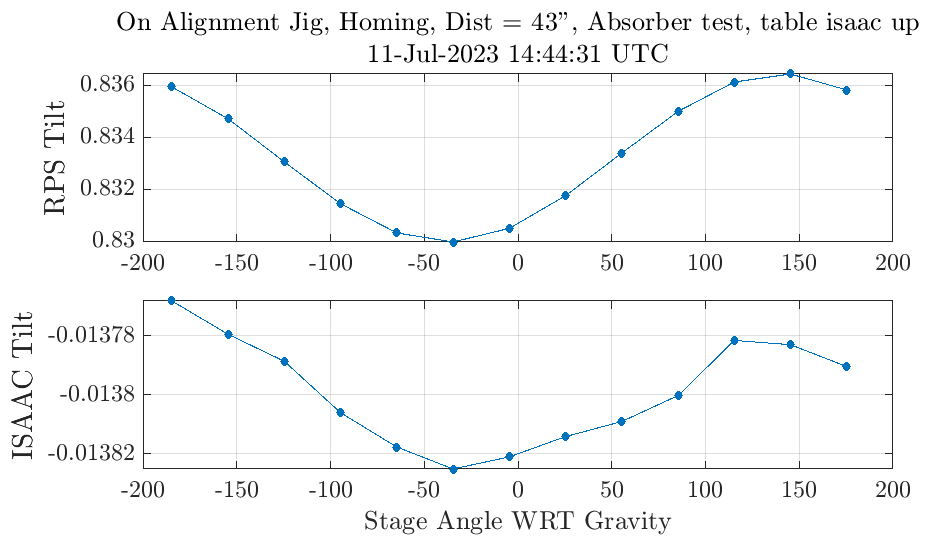 On Alignment Jig, Homing, Dist = 43”, Absorber test, table isaac up
11-Jul-2023 14:44:31 UTC
RPS Tilt
0.836
0.834
0.832
0.83
-200 -150 -100 -50 0 50 100 150 200
ISAAC Tilt
-0.01378
-0.0138
-0.01382
-200 -150 -100 -50 0 50 100 150 200
Stage Angle WRT Gravity